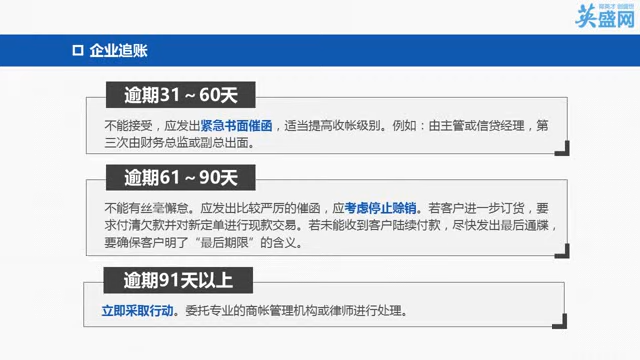 英盛网
企业追账
逾期31～60天
不能接受，应发出紧急书面催函，适当提高收帐级别。例如：由主管或信贷经理，第
三次由财务总监或副总出面。
逾期61～90天
不能有丝毫懈怠。应发出比较严厉的催函，应考虑停止赊销。若客户进一步订货，要
求付清欠款并对新定单进行现款交易。若未能收到客户陆续付款，尽快发出最后通牒，
要确保客户明了“最后期限”的含义。
逾期91天以上
立即采取行动。委托专业的商帐管理机构或律师进行处理。